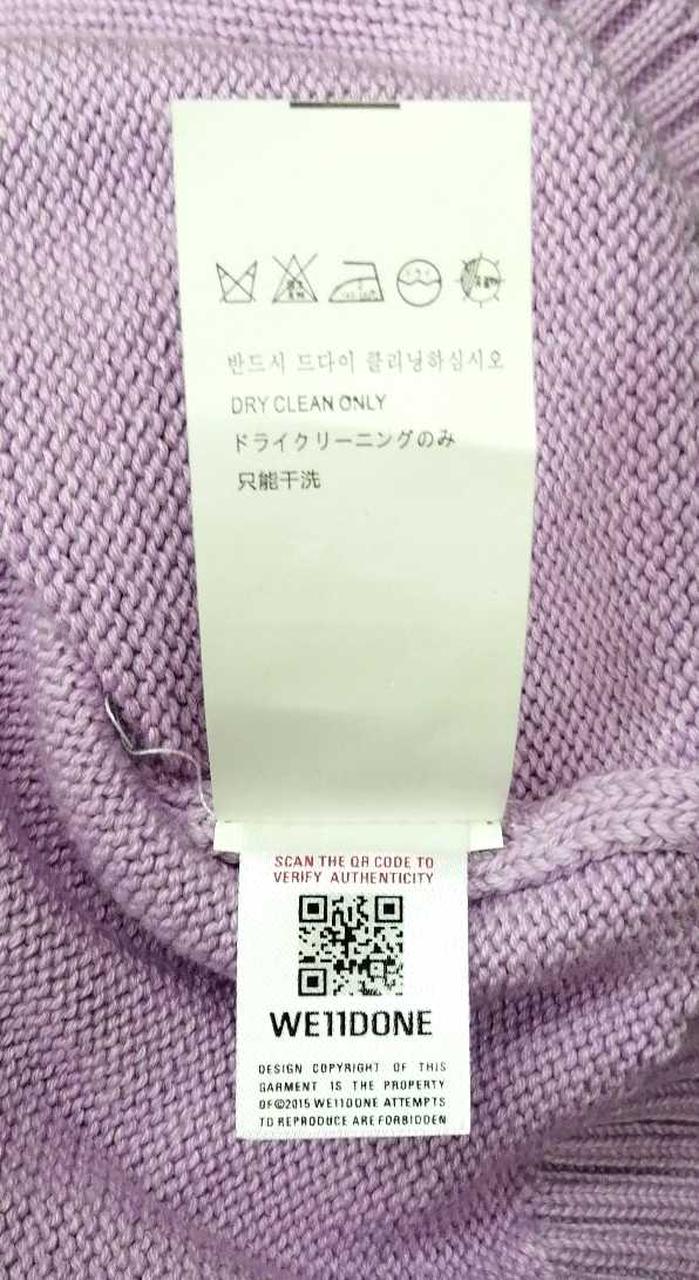 반드시 드다이 클리닝하십시오
DRY CLEAN ONLY
ドライクリーニングのみ
只能干洗
SCAN THE QR CODE TO
VERIFY AUTHENTICITY
WE11DONE
DESIGN COPYRIGHT OF THIS
GARMENT IS THE PROPERTY
OF©2015 WE11DONE ATTEMPTS
TO REPRODUCE ARE FORBIDDEN